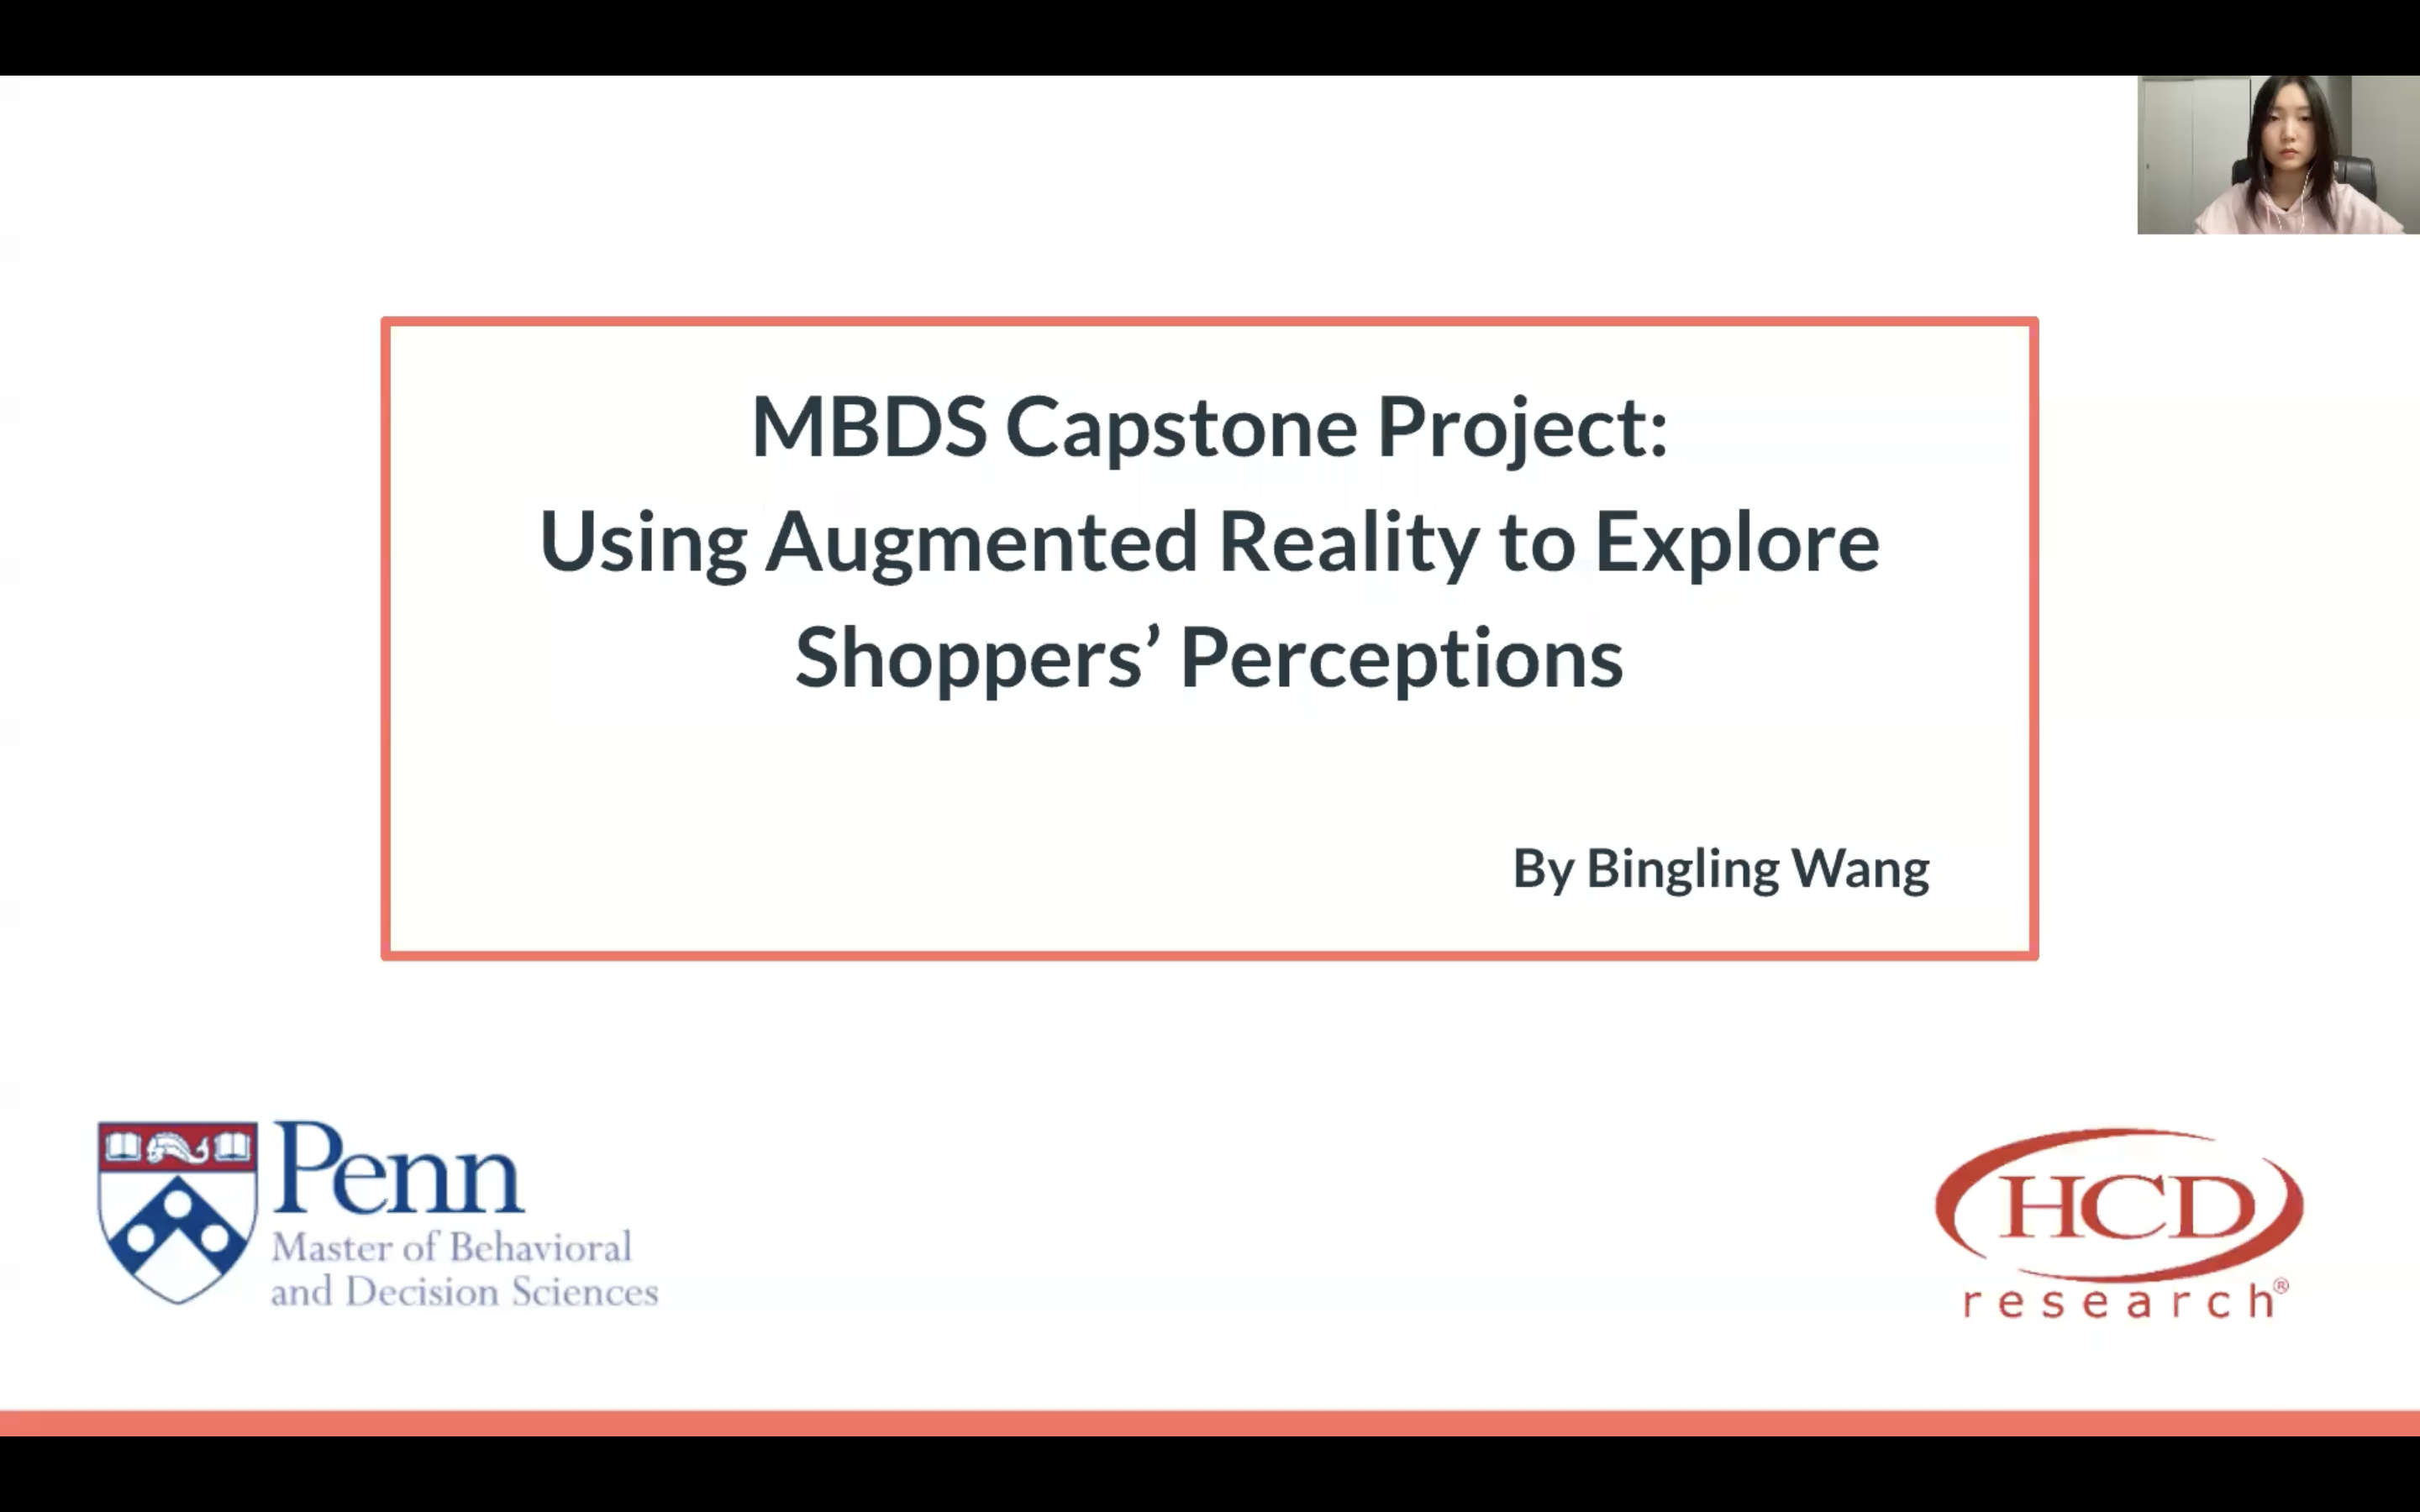 MBDS Capstone Project:
Using Augmented Reality to Explore
Shoppers’ Perceptions
By Bingling Wang
Penn
Master of Behavioral
and Decision Sciences
HCD
research®